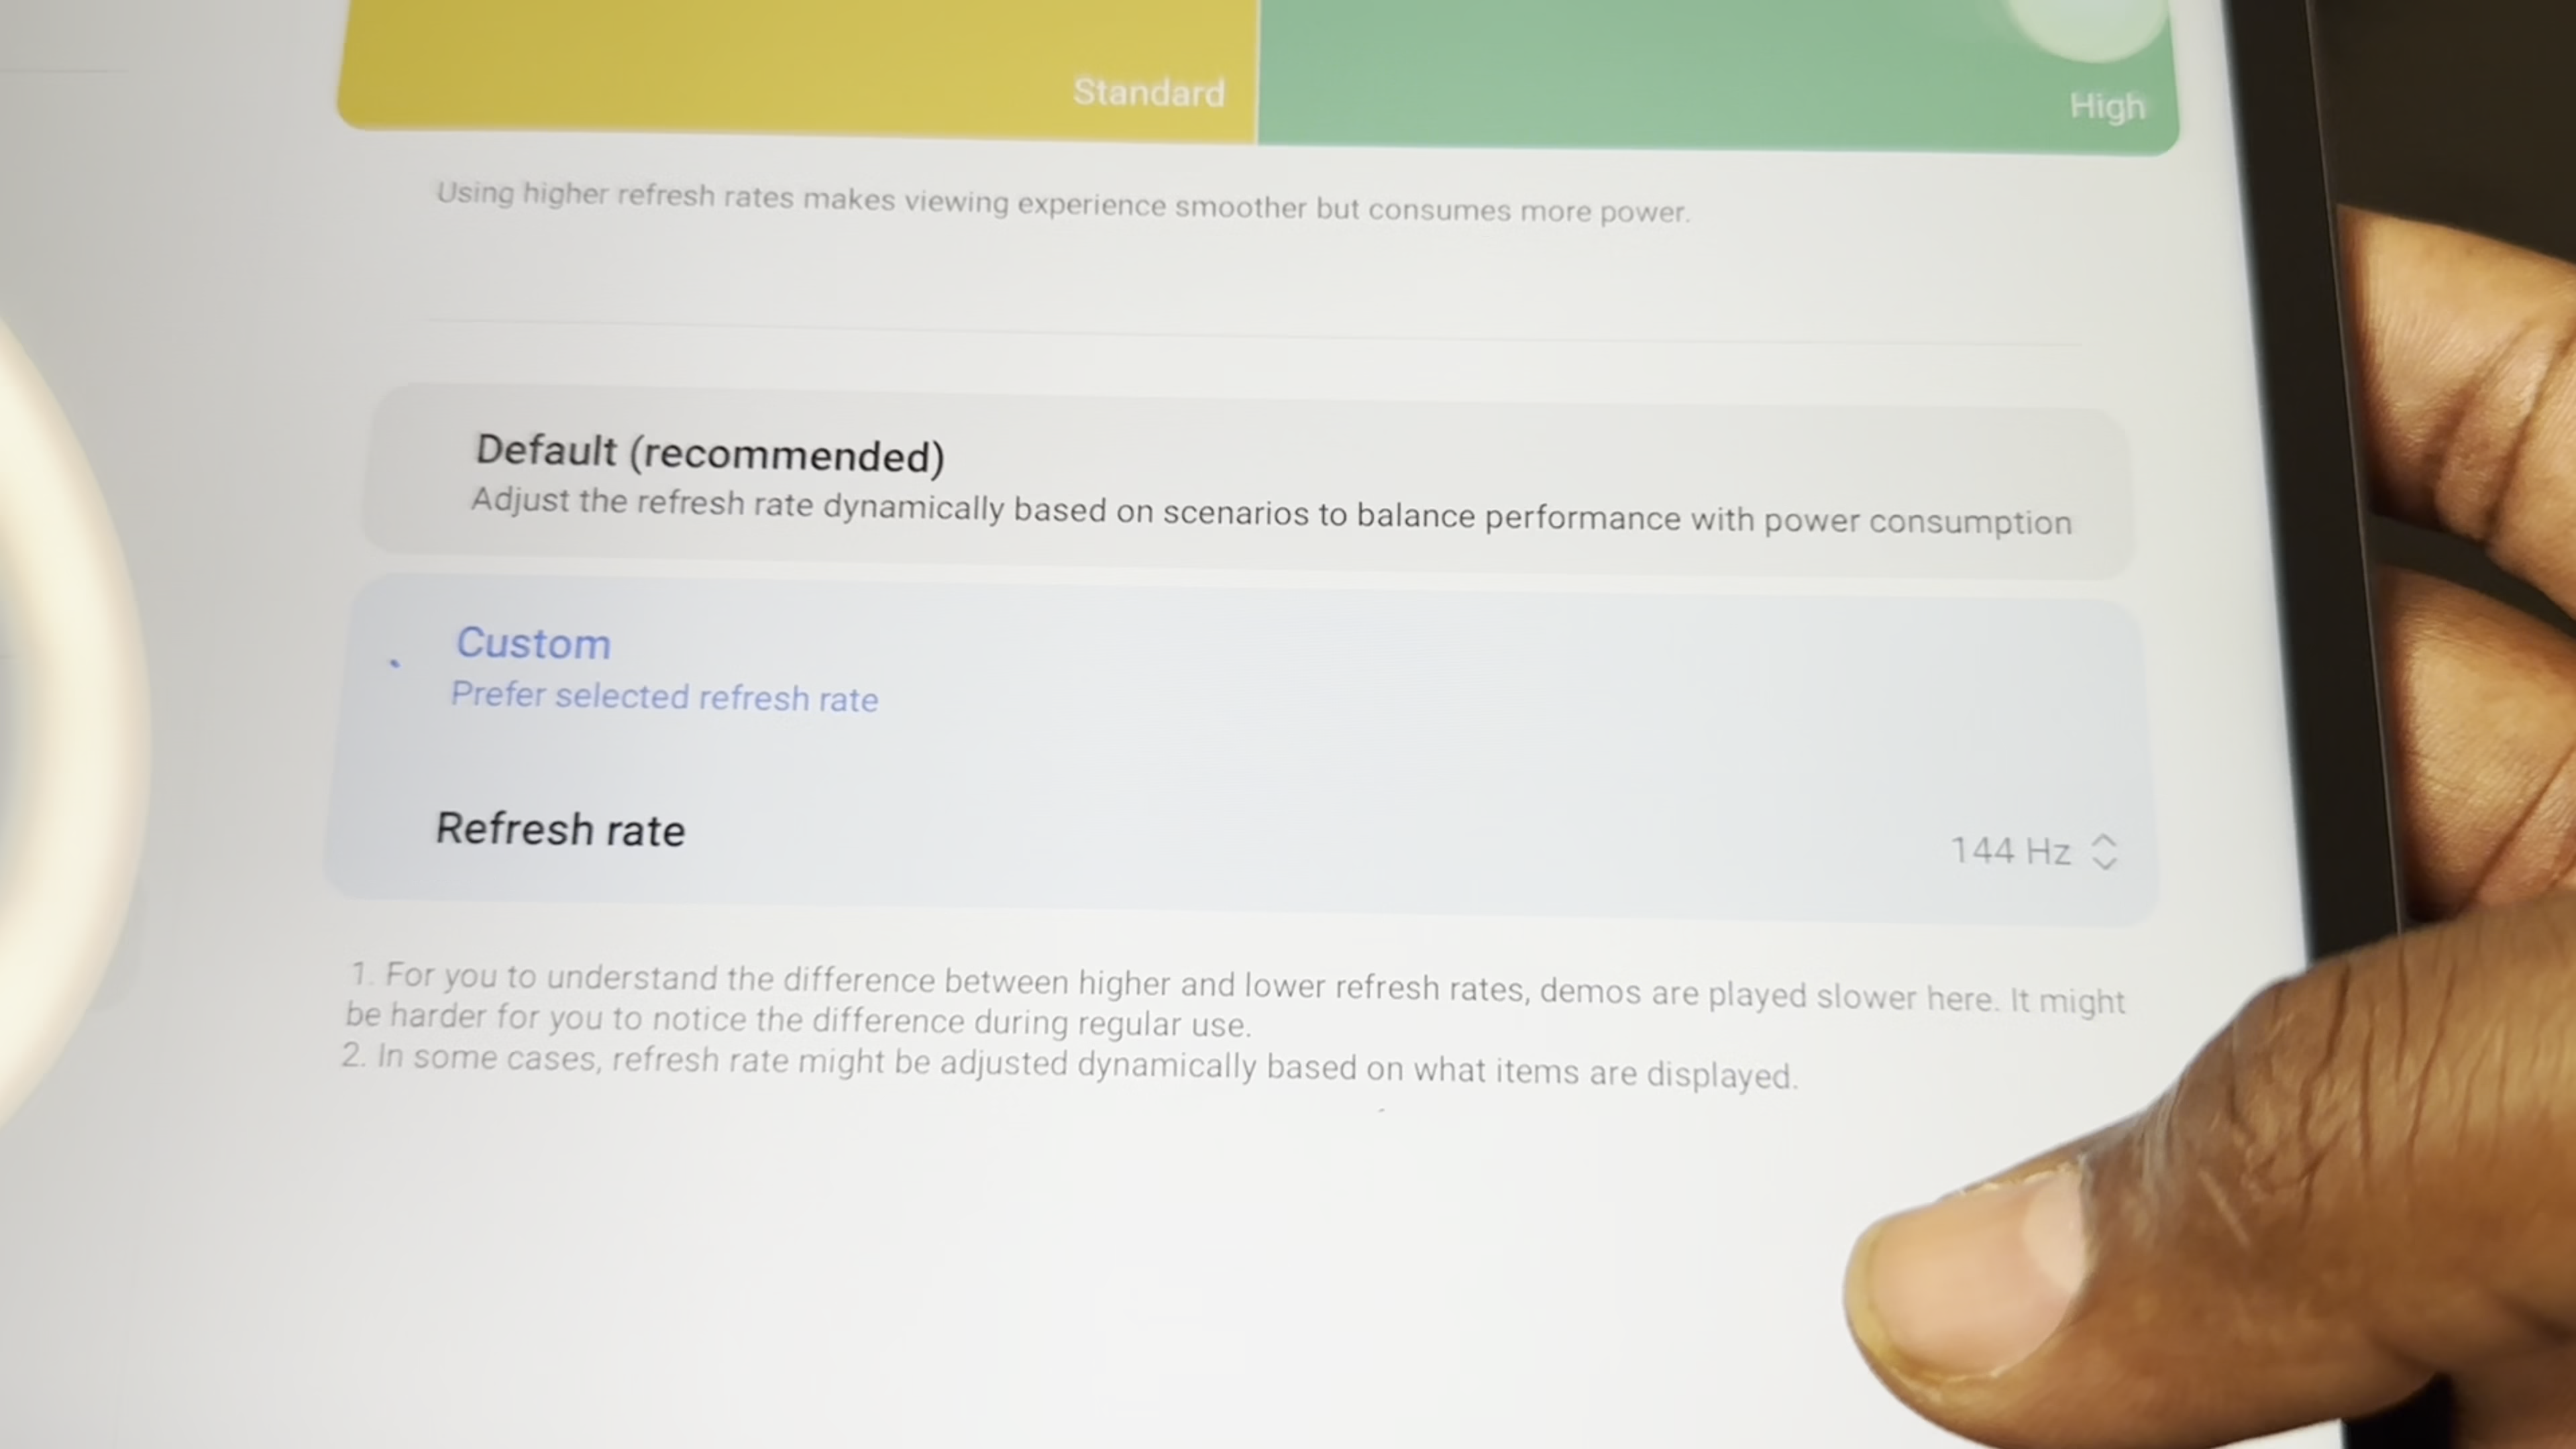 Standard
High
Using higher refresh rates makes viewing experience smoother but consumes more power.
Default (recommended)
Adjust the refresh rate dynamically based on scenarios to balance performance with power consumption
Custom
Prefer selected refresh rate
Refresh rate
144 Hz
1. For you to understand the difference between higher and lower refresh rates, demos are played slower here. It might
be harder for you to notice the difference during regular use.
2. In some cases, refresh rate might be adjusted dynamically based on what items are displayed.